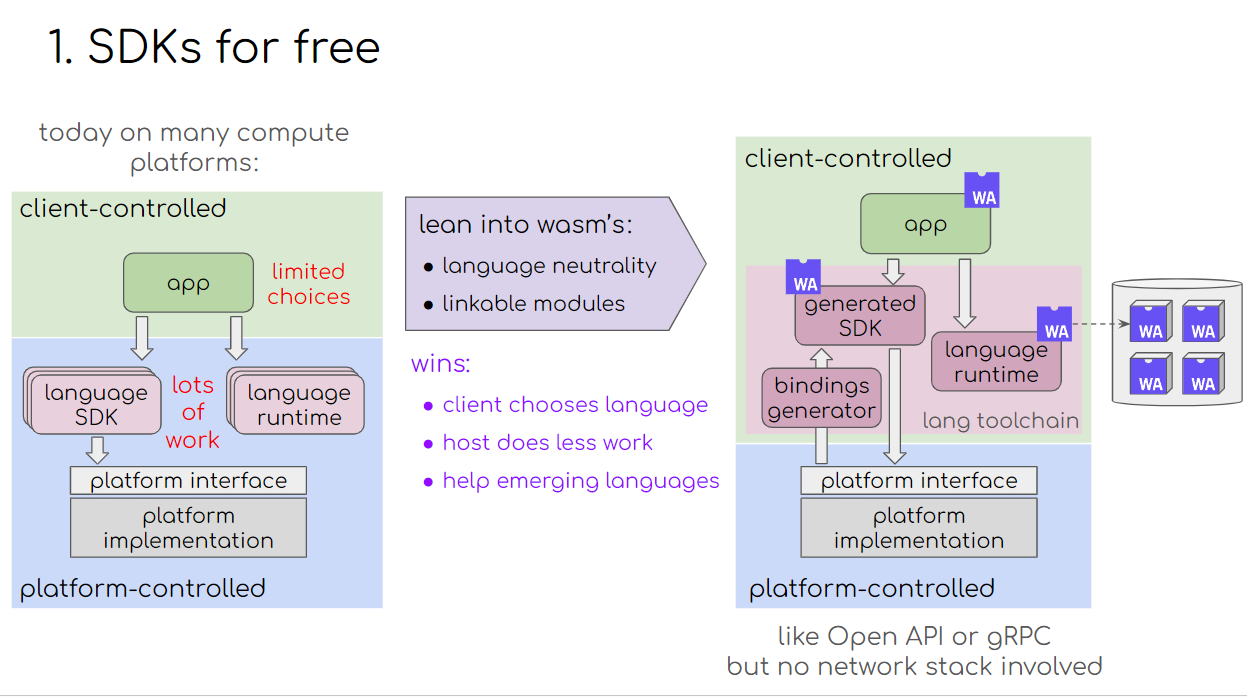 1. SDKs for free
today on many compute
platforms:
client-controlled
app
limited
choices
language
SDK
lots
of
work
language
runtime
platform interface
platform
implementation
platform-controlled
lean into wasm's:
● language neutrality
● linkable modules
wins:
● client chooses language
● host does less work
● help emerging languages
client-controlled
WA
app
WA
generated
SDK
WA
language
runtime
bindings
generator
lang toolchain
platform interface
platform
implementation
platform-controlled
WA WA
WA WA
like Open API or gRPC
but no network stack involved